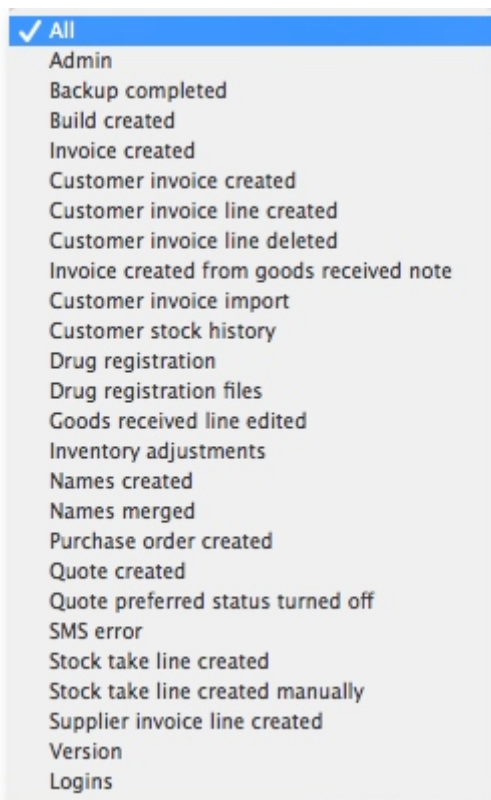 All
Admin
Backup completed
Build created
Invoice created
Customer invoice created
Customer invoice line created
Customer invoice line deleted
Invoice created from goods received note
Customer invoice import
Customer stock history
Drug registration
Drug registration files
Goods received line edited
Inventory adjustments
Names created
Names merged
Purchase order created
Quote created
Quote preferred status turned off
SMS error
Stock take line created
Stock take line created manually
Supplier invoice line created
Version
Logins